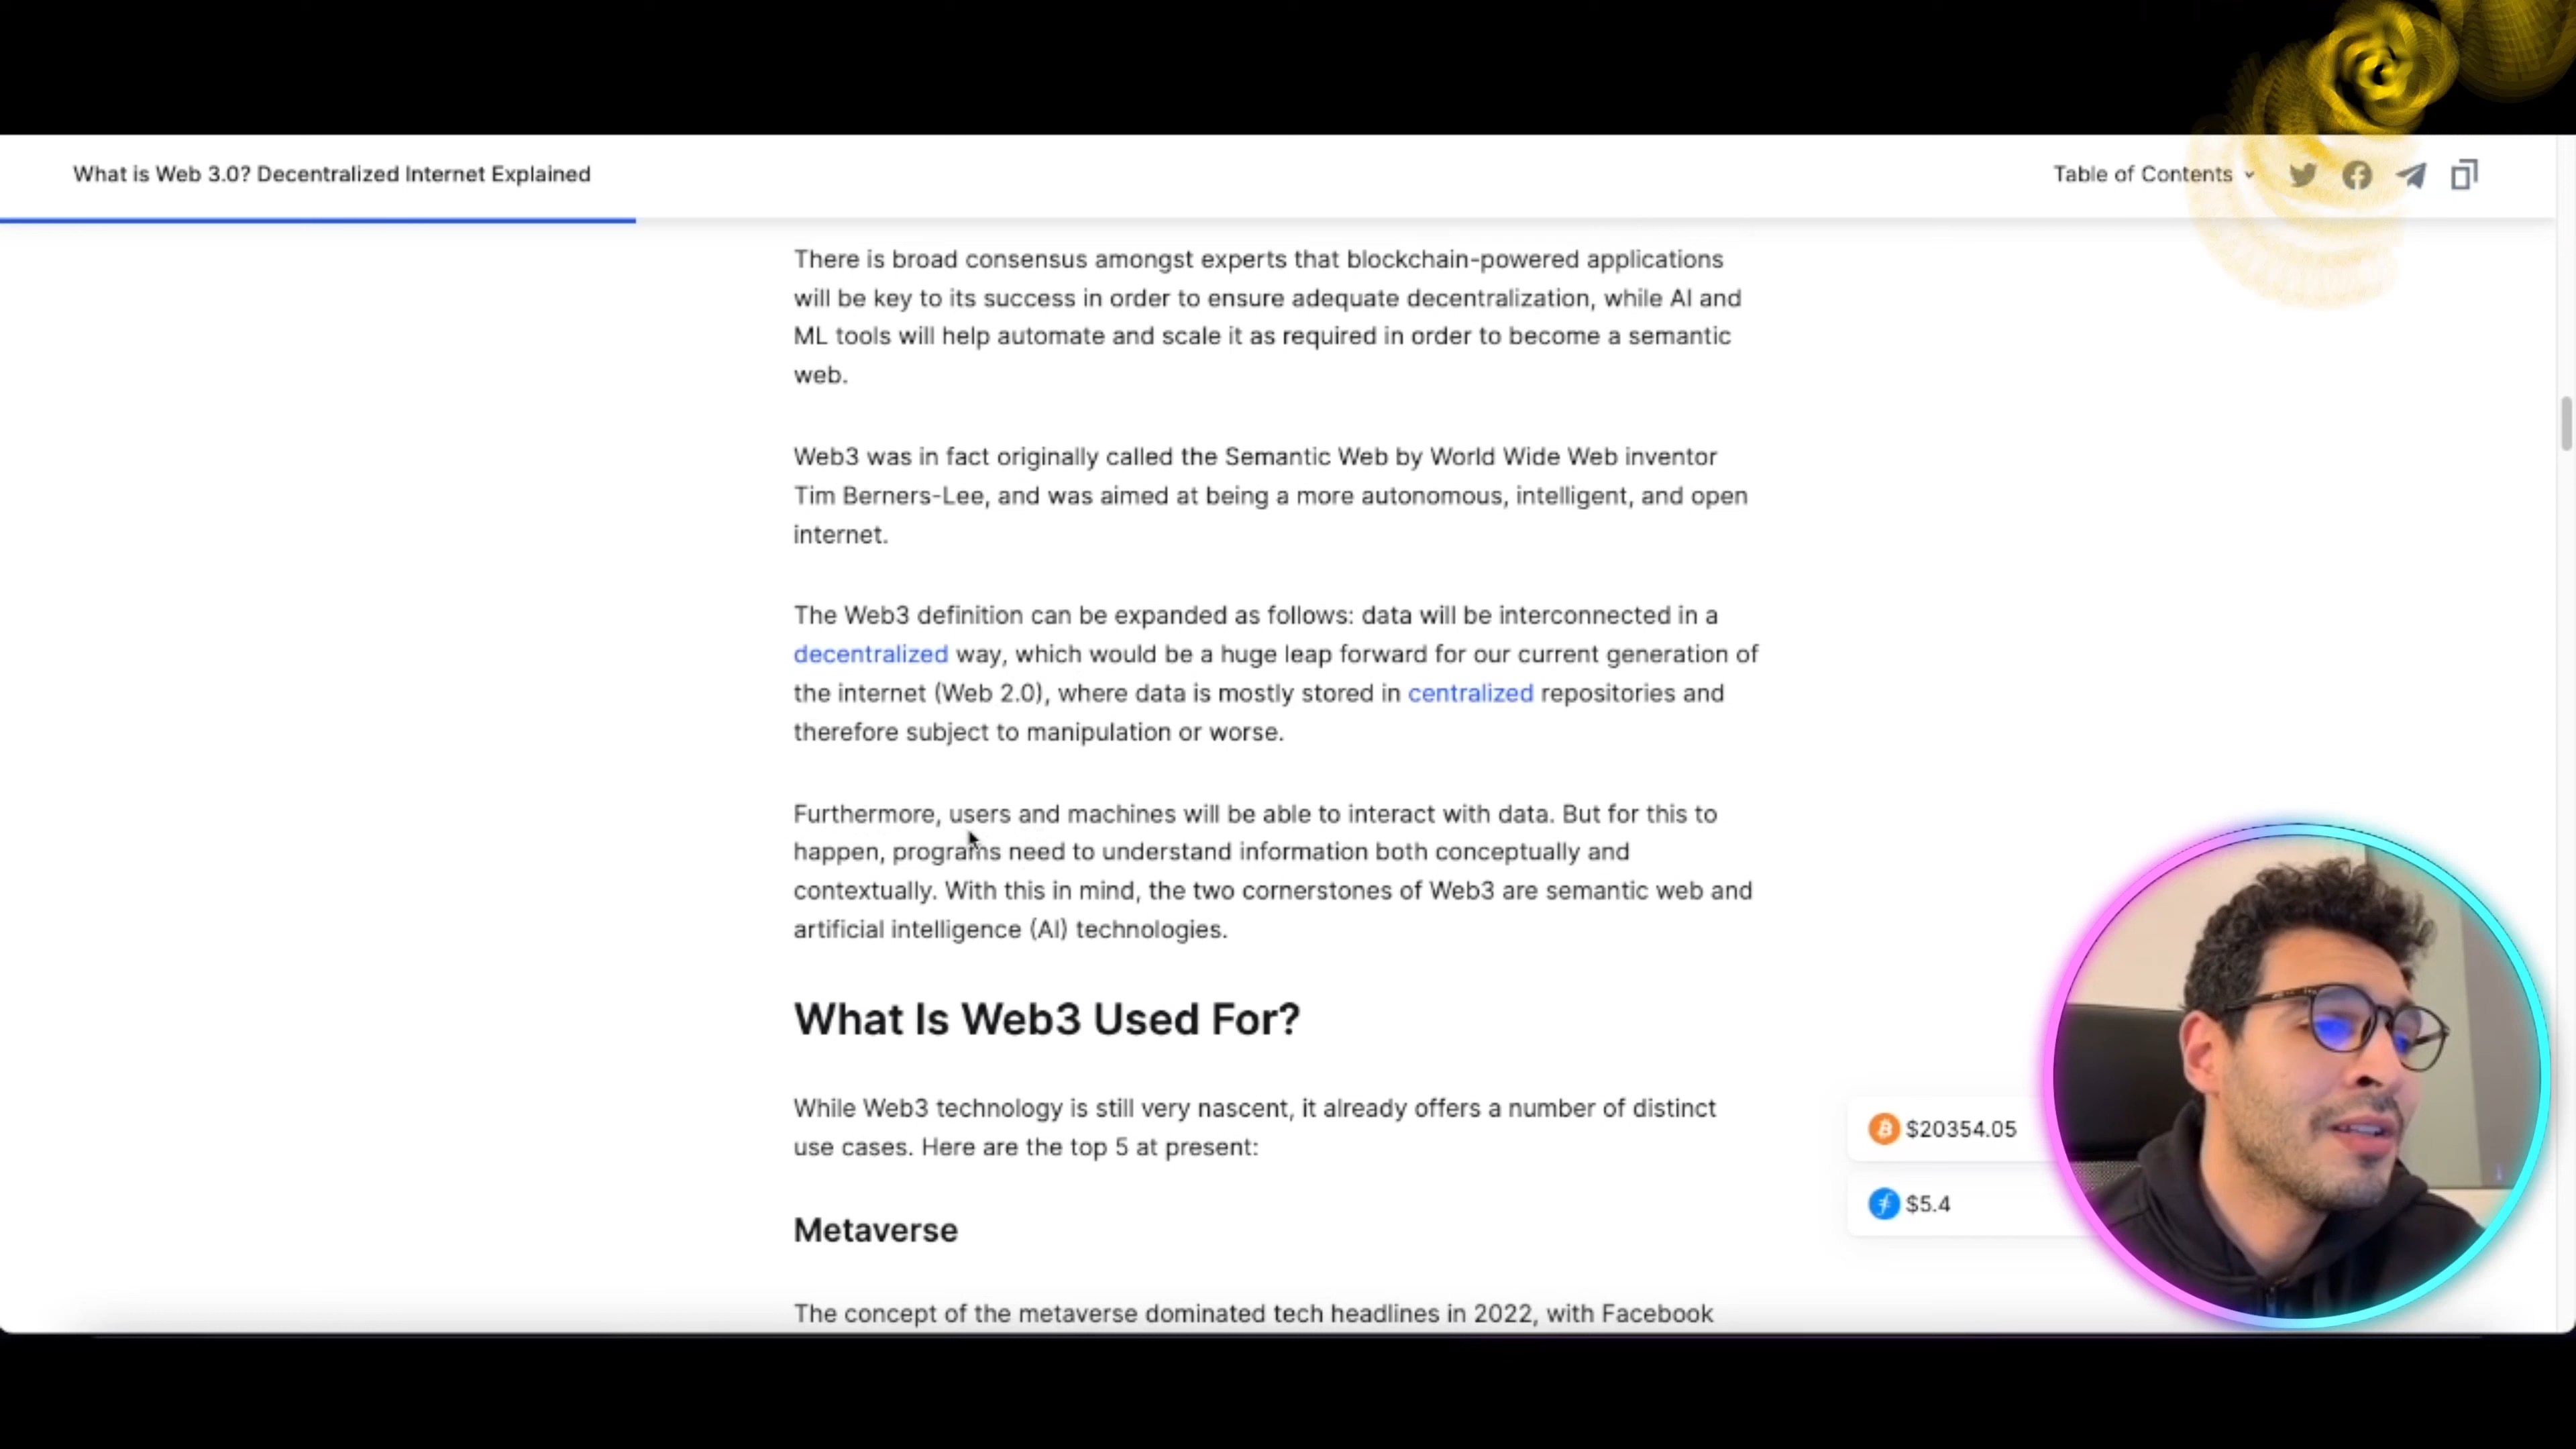 What is Web 3.0? Decentralized Internet Explained
Table of Contents
There is broad consensus amongst experts that blockchain-powered applications
will be key to its success in order to ensure adequate decentralization, while AI and
ML tools will help automate and scale it as required in order to become a semantic
web.
Web3 was in fact originally called the Semantic Web by World Wide Web inventor
Tim Berners-Lee, and was aimed at being a more autonomous, intelligent, and open
internet.
The Web3 definition can be expanded as follows: data will be interconnected in a
decentralized way, which would be a huge leap forward for our current generation of
the internet (Web 2.0), where data is mostly stored in centralized repositories and
therefore subject to manipulation or worse.
Furthermore, users and machines will be able to interact with data. But for this to
happen, programs need to understand information both conceptually and
contextually. With this in mind, the two cornerstones of Web3 are semantic web and
artificial intelligence (AI) technologies.
What Is Web3 Used For?
While Web3 technology is still very nascent, it already offers a number of distinct
use cases. Here are the top 5 at present:
Metaverse
The concept of the metaverse dominated tech headlines in 2022, with Facebook
$20354.05
$5.4